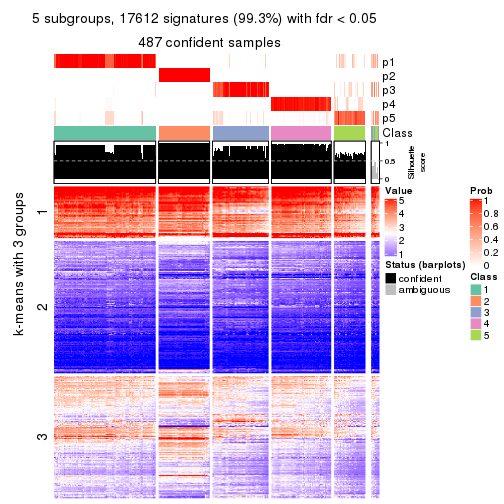 5 subgroups, 17612 signatures (99.3%) with fdr < 0.05
487 confident samples
p1
p2
p3
p4
p5
Class
1
0.5
0
Silhouette
score
k-means with 3 groups
1
2
3
Value
5
4
3
2
1
Status (barplots)
confident
ambiguous
Prob
1
0.8
0.6
0.4
0.2
0
Class
1
2
3
4
5